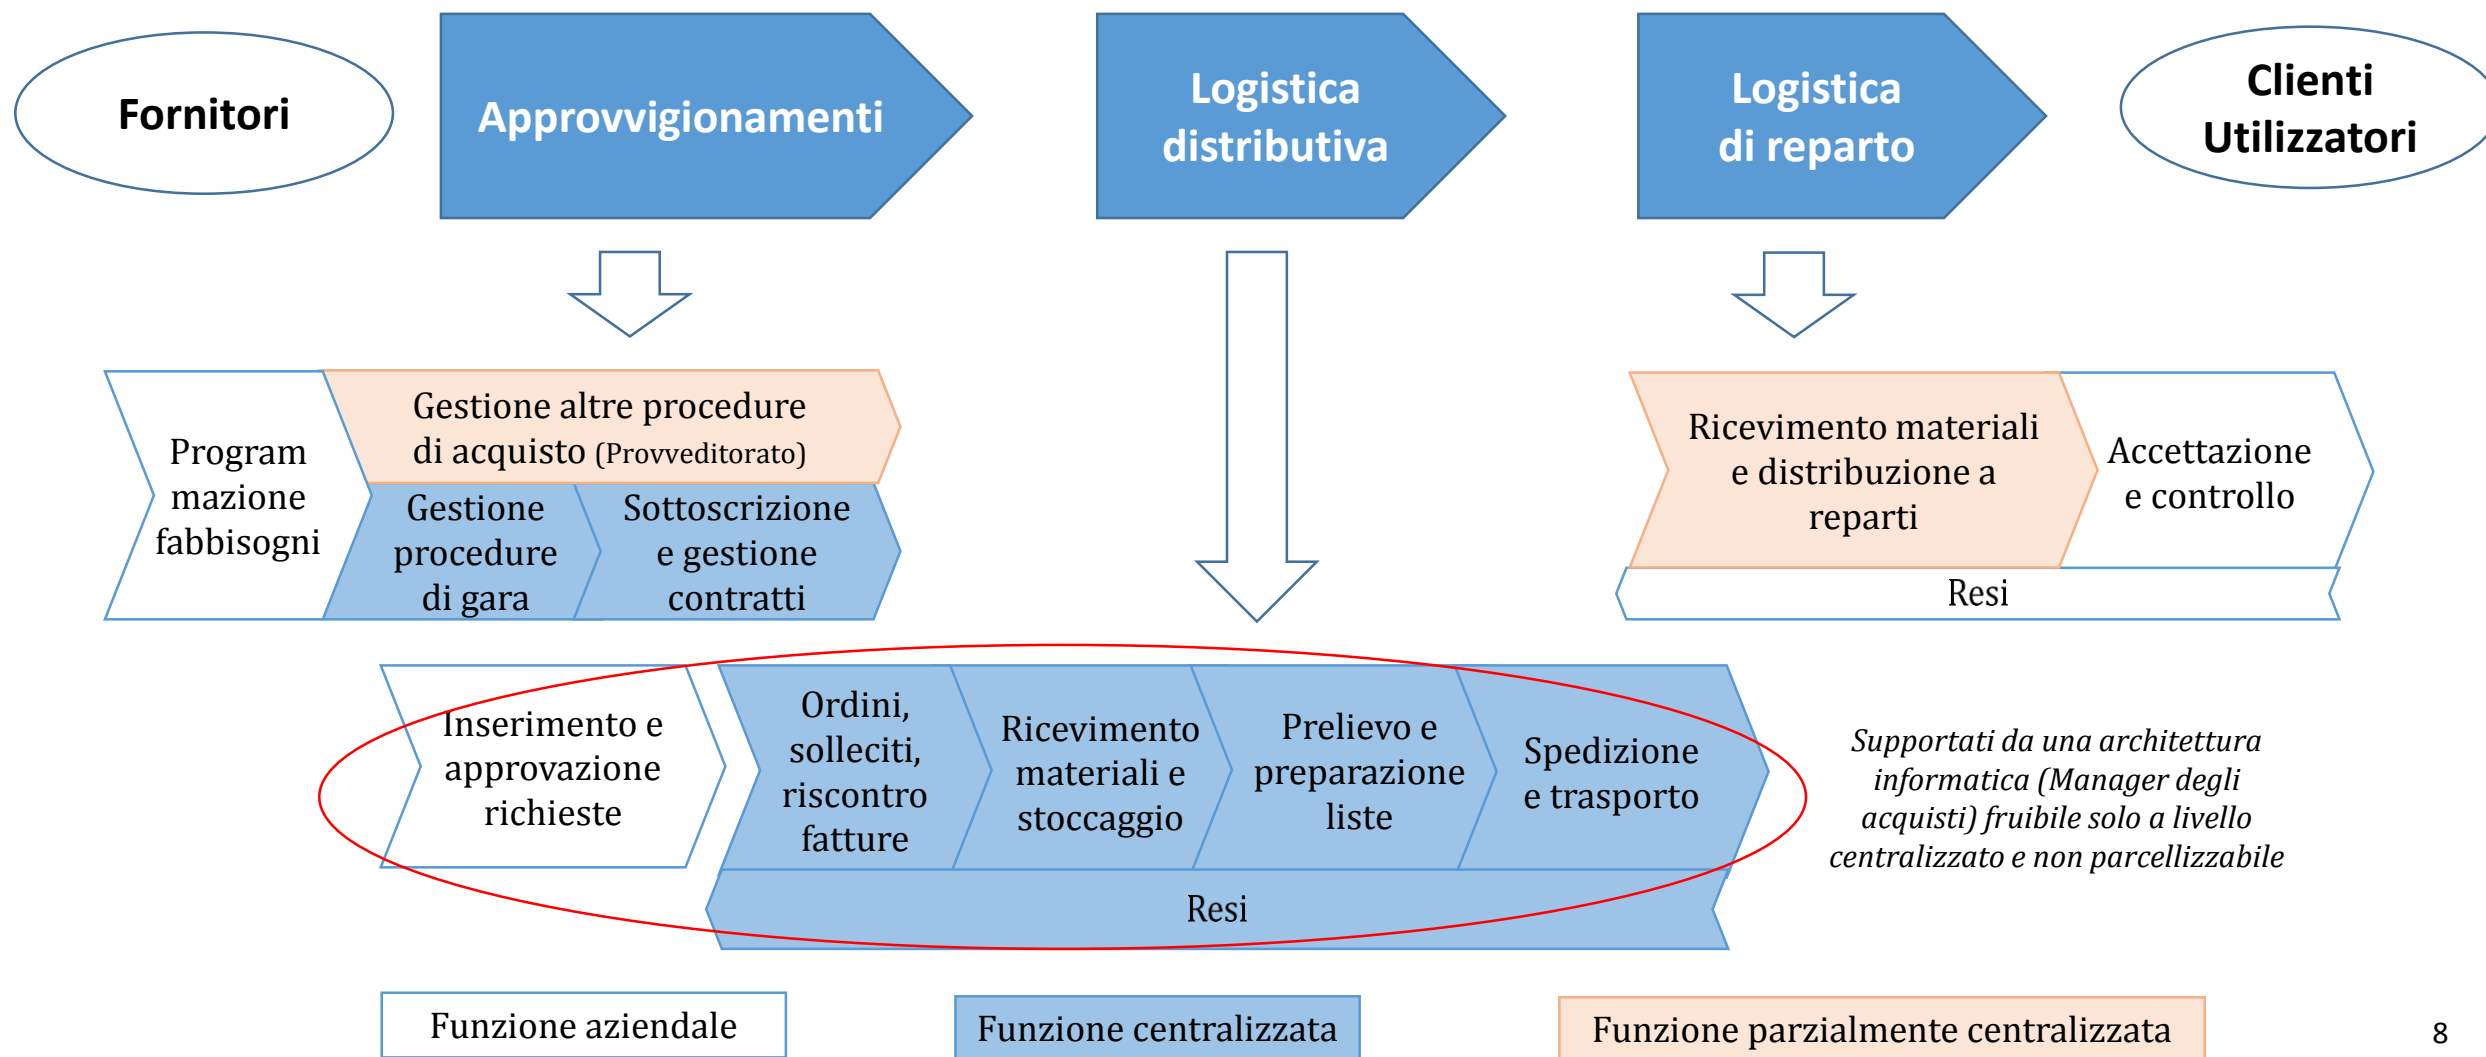 Fornitori
Approvvigionamenti
Logistica
distributiva
Logistica
di reparto
Clienti
Utilizzatori
Program
mazione
fabbisogni
Gestione altre procedure
di acquisto (Provveditorato)
Gestione
procedure
di gara
Sottoscrizione
e gestione
contratti
Ricevimento materiali
e distribuzione a
reparti
Accettazione
e controllo
Resi
Inserimento e
approvazione
richieste
Ordini,
solleciti,
riscontro
fatture
Ricevimento
materiali e
stoccaggio
Prelievo e
preparazione
liste
Spedizione
e trasporto
Resi
Supportati da una architettura
informatica (Manager degli
acquisti) fruibile solo a livello
centralizzato e non parcellizzabile
Funzione aziendale
Funzione centralizzata
Funzione parzialmente centralizzata
8